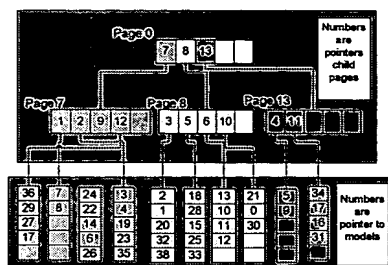 Page 0
7 8 13
Numbers are pointers child pages
Page 7
Page 8
Page 13
1 2 9 12
3 5 6 10
4 11
36 29 27 17
7 8
24 22 14 6 26
3 4 19 23 35
2 1 20 32 38
18 28 15 25 33
13 10 11 12
21 0 30
5 9
34 17 16 31
Numbers are pointer to models